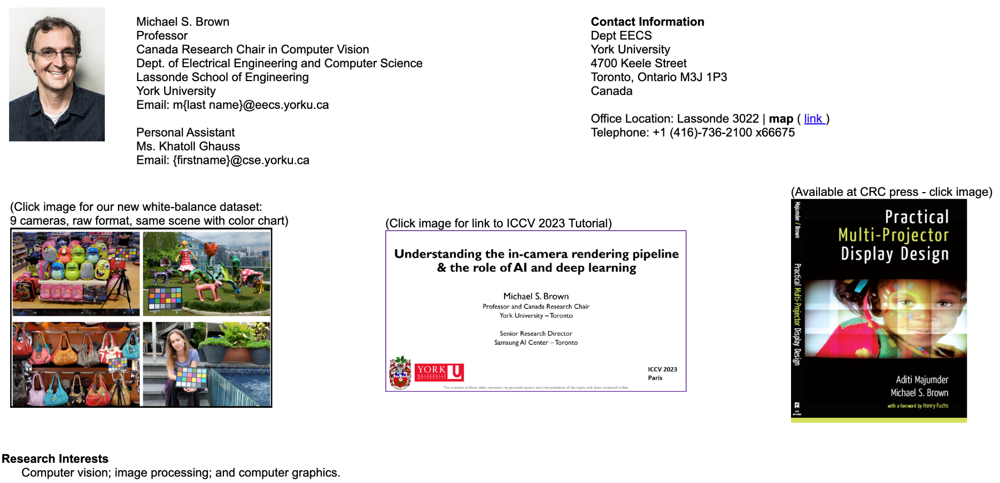 Michael S. Brown
Professor
Canada Research Chair in Computer Vision
Dept. of Electrical Engineering and Computer Science
Lassonde School of Engineering
York University
Email: m{last name}@eecs.yorku.ca
Personal Assistant
Ms. Khatoll Ghauss
Email: {firstname}@cse.yorku.ca
Contact Information
Dept EECS
York University
4700 Keele Street
Toronto, Ontario M3J 1P3
Canada
Office Location: Lassonde 3022 | map ( link )
Telephone: +1 (416)-736-2100 x66675
(Click image for our new white-balance dataset:
9 cameras, raw format, same scene with color chart)
(Click image for link to ICCV 2023 Tutorial)
Understanding the in-camera rendering pipeline
& the role of AI and deep learning
Michael S. Brown
Professor and Canada Research Chair
York University – Toronto
Senior Research Director
Samsung AI Center – Toronto
YORK U
UNIVERSITÉ
UNIVERSITY
ICCV 2023
Paris
The contents of these slides represent my personal opinion and interpretations of the topics and ideas contained within.
(Available at CRC press - click image)
Majumder / Brown
Practical Multi-Projector Display Design
Practical
Multi-Projector
Display Design
Aditi Majumder
Michael S. Brown
with a foreword by Henry Fuchs
Research Interests
Computer vision; image processing; and computer graphics.